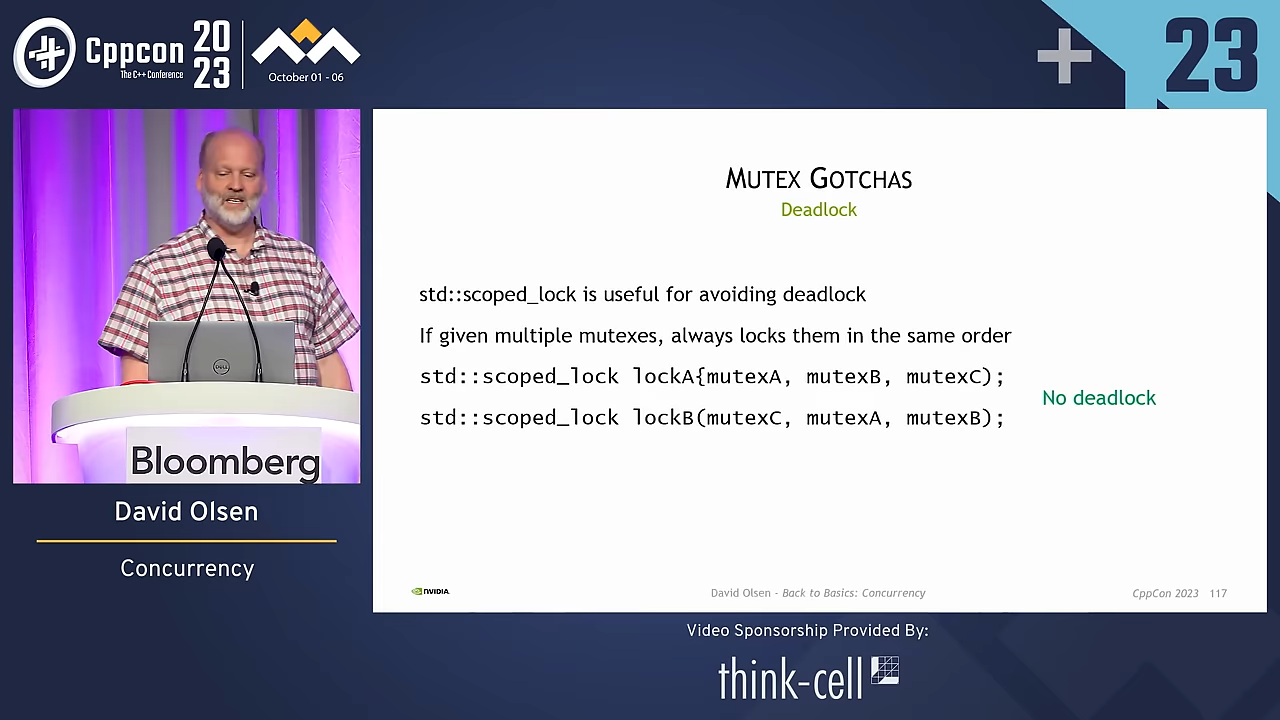 Cppcon
The C++ Conference
20
23
October 01 - 06
23
MUTEX GOTCHAS
Deadlock
std::scoped_lock is useful for avoiding deadlock
If given multiple mutexes, always locks them in the same order
std::scoped_lock lockA{mutexA, mutexB, mutexC);
std::scoped_lock lockB(mutexC, mutexA, mutexB);
No deadlock
NVIDIA
David Olsen - Back to Basics: Concurrency
CppCon 2023 117
DELL
Bloomberg
David Olsen
Concurrency
Video Sponsorship Provided By:
think-cell